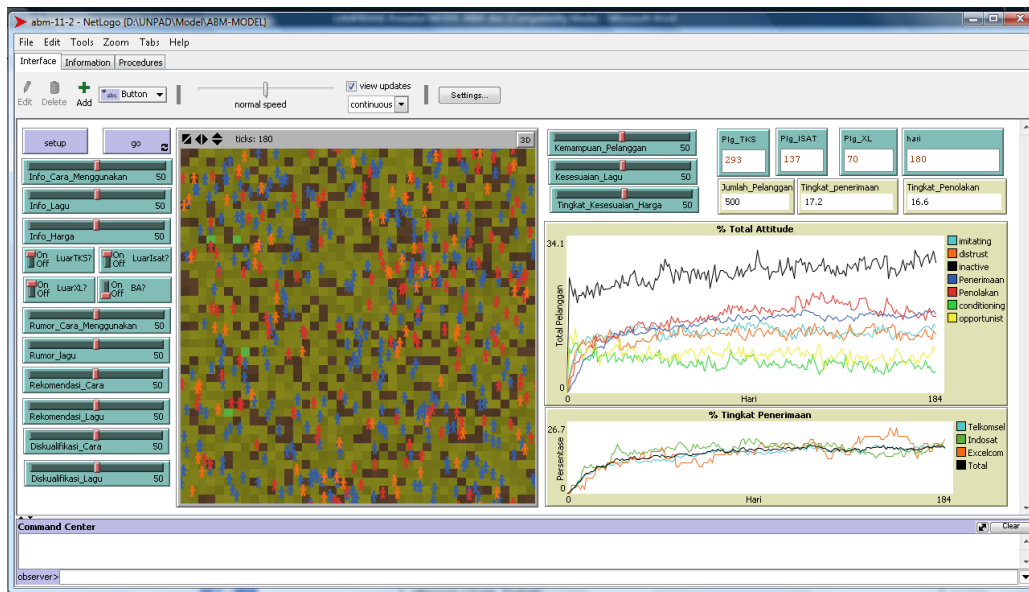 abm-11-2 - NetLogo {D:\UNPAD\Model\ABM-MODEL}
File Edit Tools Zoom Tabs Help
Interface Information Procedures
Edit Delete Add abc Button normal speed view updates continuous Settings...
setup go
ticks: 180 3D
Info_Cara_Menggunakan 50
Info_Lagu 50
Info_Harga 50
On Off LuarTKS? On Off LuarIsat?
On Off LuarXL? On Off BA?
Rumor_Cara_Menggunakan 50
Rumor_lagu 50
Rekomendasi_Cara 50
Rekomendasi_Lagu 50
Diskualifikasi_Cara 50
Diskualifikasi_Lagu 50
Kemampuan_Pelanggan 50
Kesesuaian_Lagu 50
Tingkat_Kesesuaian_Harga 50
Plg_TKS Plg_ISAT Plg_XL hari
293 137 70 180
Jumlah_Pelanggan Tingkat_penerimaan Tingkat_Penolakan
500 17.2 16.6
% Total Attitude
34.1
Total Pelanggan
0
0 Hari 184
imitating
distrust
inactive
Penerimaan
Penolakan
conditioning
opportunist
% Tingkat Penerimaan
26.7
Persentase
0
0 Hari 184
Telkomsel
Indosat
Excelcom
Total
Command Center Clear
observer>